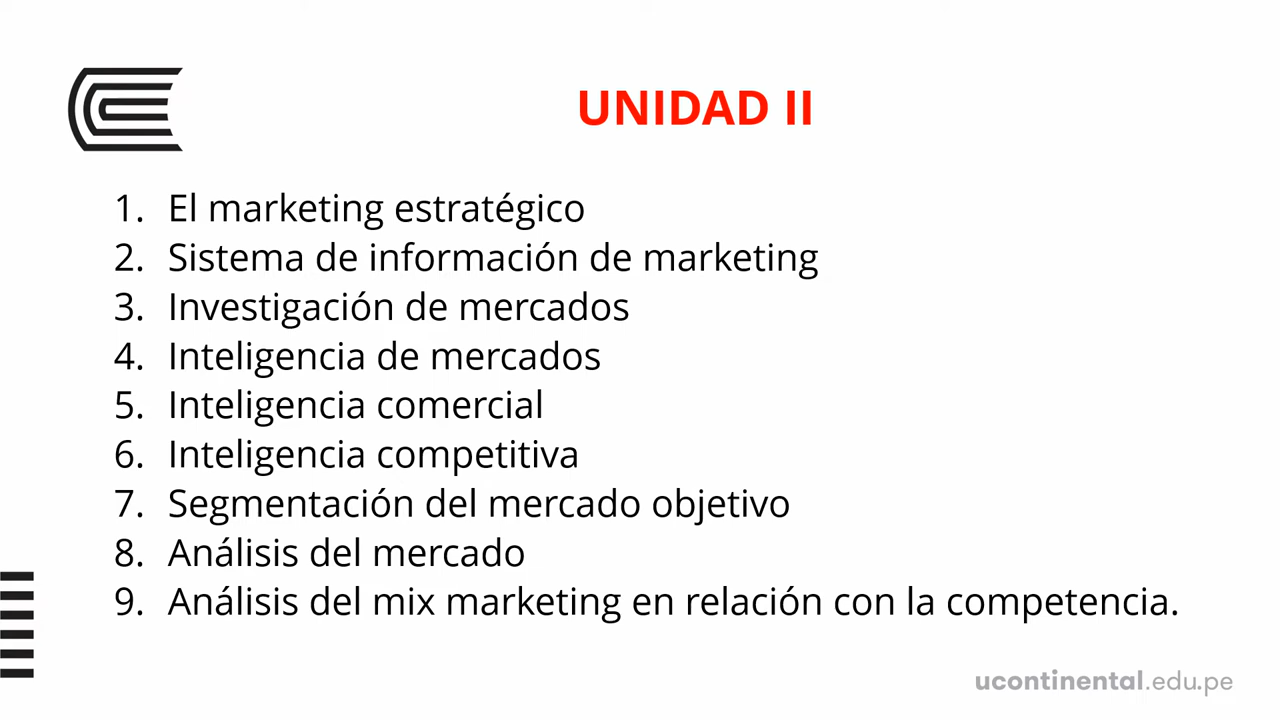 UNIDAD II
1. El marketing estratégico
2. Sistema de información de marketing
3. Investigación de mercados
4. Inteligencia de mercados
5. Inteligencia comercial
6. Inteligencia competitiva
7. Segmentación del mercado objetivo
8. Análisis del mercado
9. Análisis del mix marketing en relación con la competencia.
ucontinental.edu.pe